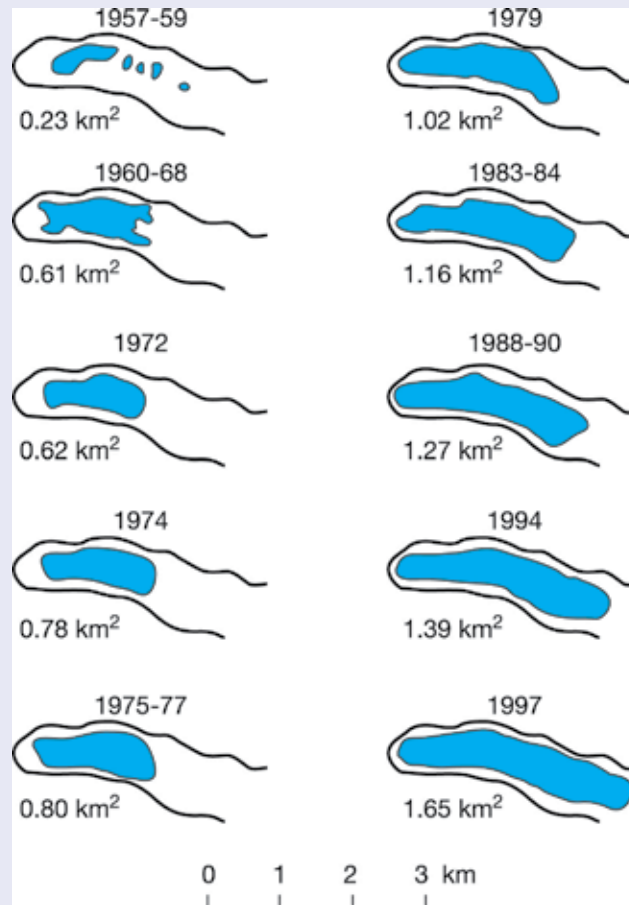 1957-59
0.23 km²
1960-68
0.61 km²
1972
0.62 km²
1974
0.78 km²
1975-77
0.80 km²
1979
1.02 km²
1983-84
1.16 km²
1988-90
1.27 km²
1994
1.39 km²
1997
1.65 km²
0 1 2 3 km